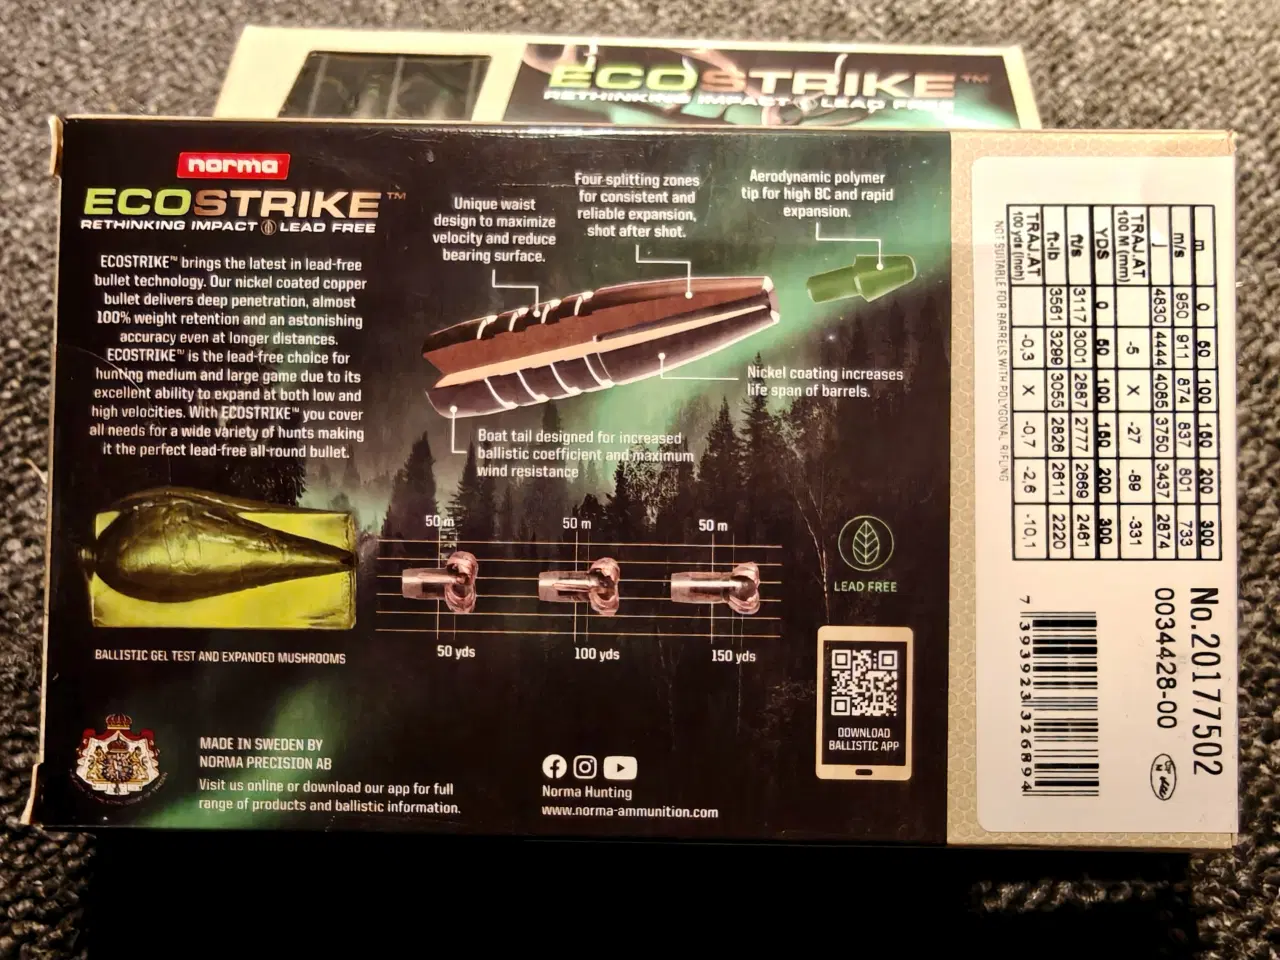 ECOSTRIKE™
RETHINKING IMPACT LEAD FREE
norma
ECOSTRIKE™
RETHINKING IMPACT LEAD FREE
ECOSTRIKE™ brings the latest in lead-free
bullet technology. Our nickel coated copper
bullet delivers deep penetration, almost
100% weight retention and an astonishing
accuracy even at longer distances.
ECOSTRIKE™ is the lead-free choice for
hunting medium and large game due to its
excellent ability to expand at both low and
high velocities. With ECOSTRIKE™ you cover
all needs for a wide variety of hunts making
it the perfect lead-free all-round bullet.
Unique waist
design to maximize
velocity and reduce
bearing surface.
Four splitting zones
for consistent and
reliable expansion,
shot after shot.
Aerodynamic polymer
tip for high BC and rapid
expansion.
Nickel coating increases
life span of barrels.
Boat tail designed for increased
ballistic coefficient and maximum
wind resistance
50 m
50 m
50 m
50 yds
100 yds
150 yds
BALLISTIC GEL TEST AND EXPANDED MUSHROOMS
LEAD FREE
DOWNLOAD
BALLISTIC APP
MADE IN SWEDEN BY
NORMA PRECISION AB
Visit us online or download our app for full
range of products and ballistic information.
Norma Hunting
www.norma-ammunition.com
m 0 50 100 150 200 300
m/s 950 911 874 837 801 733
J 4830 4444 4085 3750 3437 2874
TRAJ.AT
100 M (mm) -5 X -27 -89 -331
YDS 0 50 100 150 200 300
ft/s 3117 3001 2887 2777 2669 2461
ft-lb 3561 3299 3055 2826 2611 2220
TRAJ.AT
100 yds (inch) -0,3 X -0,7 -2,6 -10,1
NOT SUITABLE FOR BARRELS WITH POLYGONAL RIFLING
No.20177502
0034428-00
7 393923 326894